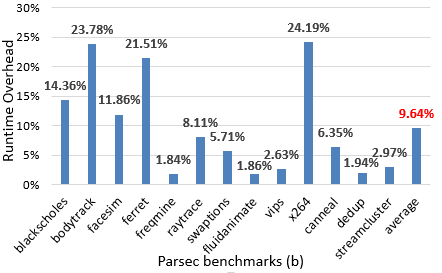 30%
25%
20%
15%
10%
5%
0%
Runtime Overhead
14.36%
23.78%
11.86%
21.51%
1.84%
8.11%
5.71%
1.86%
2.63%
24.19%
6.35%
1.94%
2.97%
9.64%
blackscholes
bodytrack
facesim
ferret
freqmine
raytrace
swaptions
fluidanimate
vips
x264
canneal
dedup
streamcluster
average
Parsec benchmarks (b)